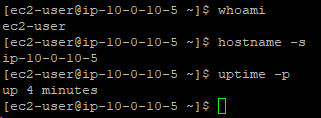 [ec2-user@ip-10-0-10-5 ~]$ whoami
ec2-user
[ec2-user@ip-10-0-10-5 ~]$ hostname -s
ip-10-0-10-5
[ec2-user@ip-10-0-10-5 ~]$ uptime -p
up 4 minutes
[ec2-user@ip-10-0-10-5 ~]$